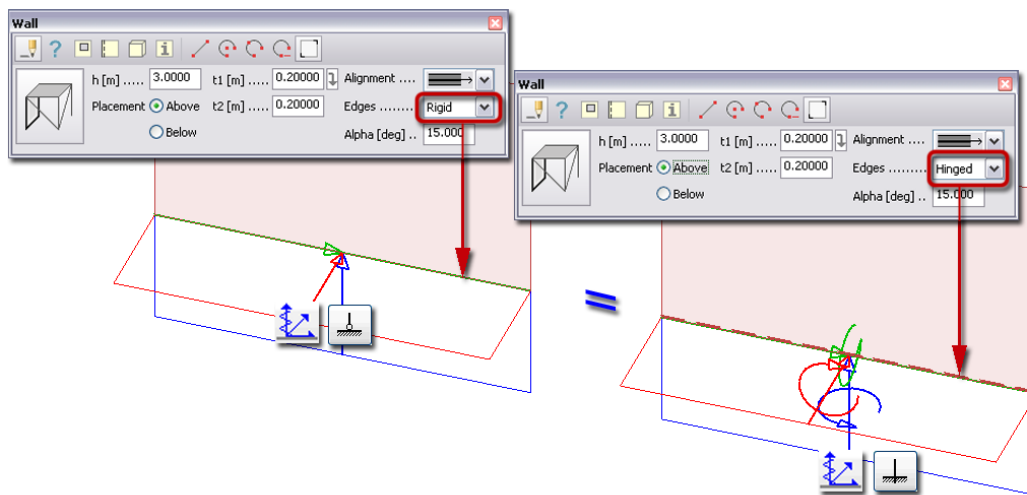 Wall
h [m] ..... 3.0000 t1 [m] ..... 0.20000 Alignment ....
Placement Above t2 [m] ..... 0.20000 Edges ........ Rigid
Below Alpha [deg] .. 15.000
Wall
h [m] ..... 3.0000 t1 [m] ..... 0.20000 Alignment ....
Placement Above t2 [m] ..... 0.20000 Edges ......... Hinged
Below Alpha [deg] .. 15.000
=